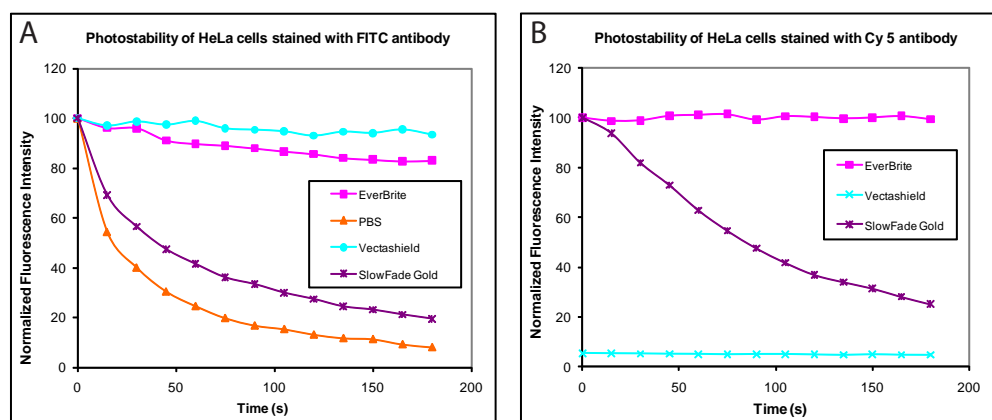 A
Photostability of HeLa cells stained with FITC antibody
Normalized Fluorescence Intensity
120
100
80
60
40
20
0
0 50 100 150 200
Time (s)
EverBrite
PBS
Vectashield
SlowFade Gold
B
Photostability of HeLa cells stained with Cy 5 antibody
Normalized Fluorescence Intensity
120
100
80
60
40
20
0
0 50 100 150 200
Time (s)
EverBrite
Vectashield
SlowFade Gold